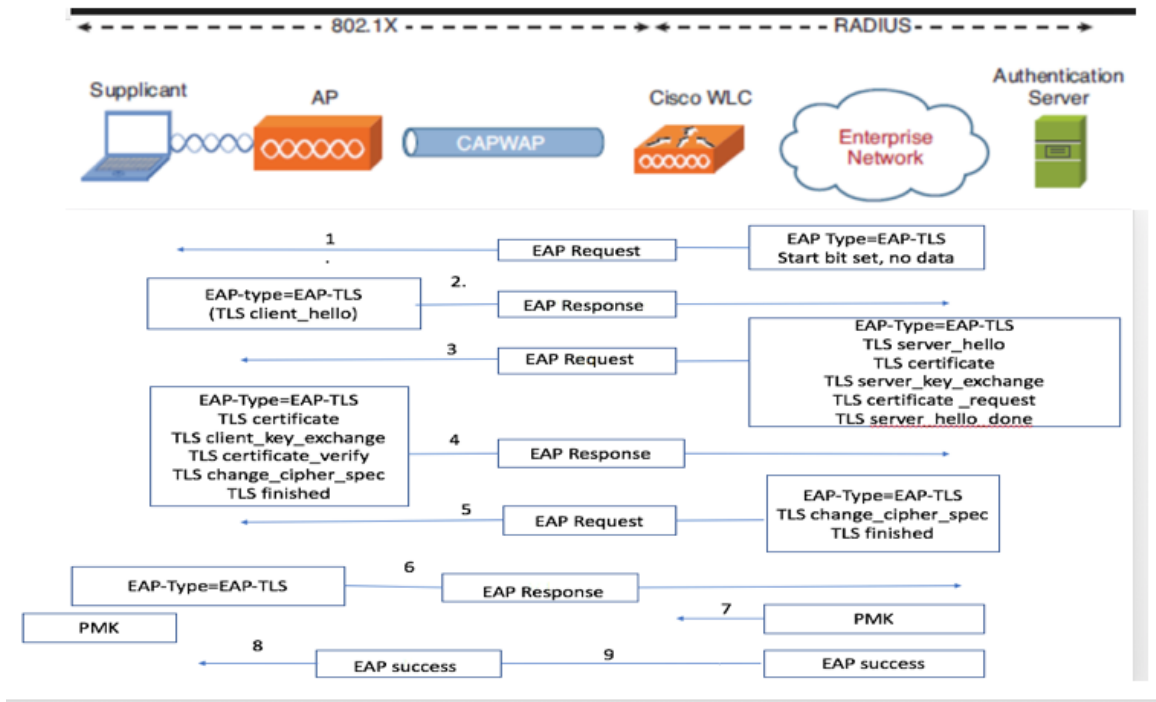 802.1X
RADIUS
Supplicant
AP
Cisco WLC
Authentication
Server
CAPWAP
Enterprise
Network
1
.
EAP Request
EAP Type=EAP-TLS
Start bit set, no data
EAP-type=EAP-TLS
(TLS client_hello)
2.
EAP Response
3
EAP Request
EAP-Type=EAP-TLS
TLS server_hello
TLS certificate
TLS server_key_exchange
TLS certificate _request
TLS server_hello_done
EAP-Type=EAP-TLS
TLS certificate
TLS client_key_exchange
TLS certificate_verify
TLS change_cipher_spec
TLS finished
4
EAP Response
5
EAP Request
EAP-Type=EAP-TLS
TLS change_cipher_spec
TLS finished
EAP-Type=EAP-TLS
6
EAP Response
PMK
7
PMK
8
EAP success
9
EAP success